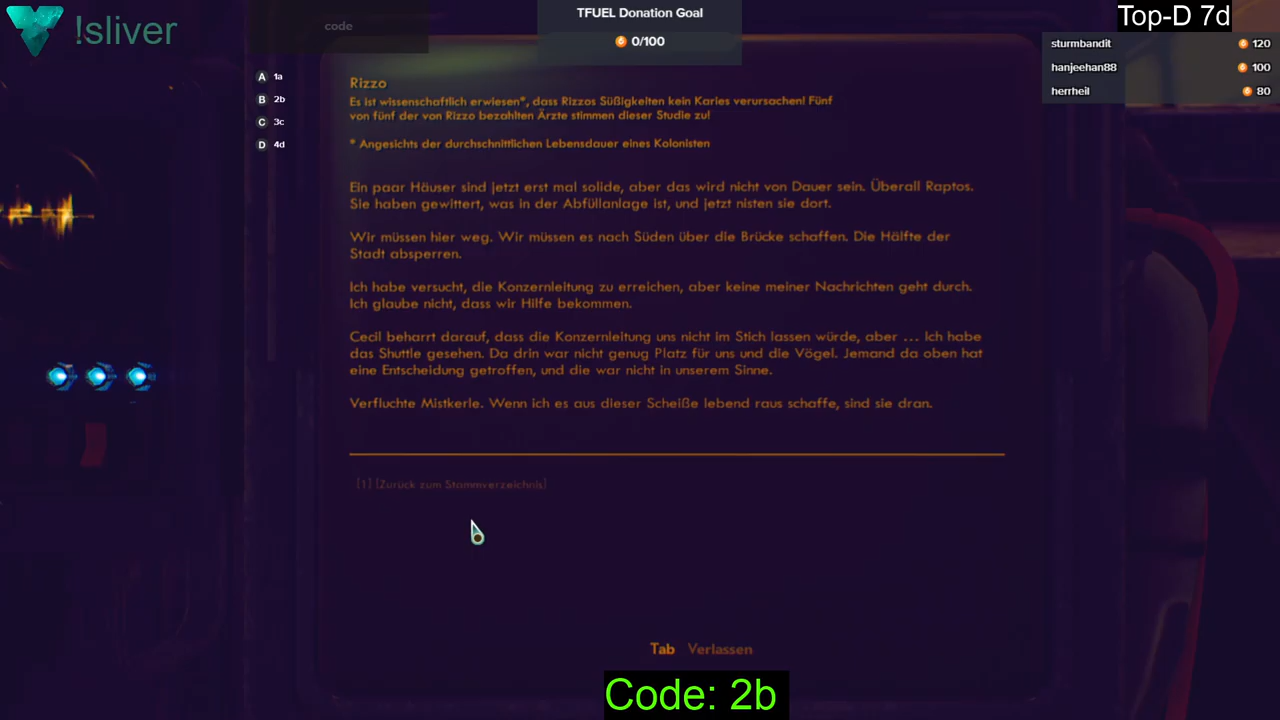 !sliver
code
TFUEL Donation Goal
0/100
Top-D 7d
sturmbandit 120
hanjeehan88 100
herrheil 80
A 1a
B 2b
C 3c
D 4d
Rizzo
Es ist wissenschaftlich erwiesen*, dass Rizzos Süßigkeiten kein Karies verursachen! Fünf
von fünf der von Rizzo bezahlten Ärzte stimmen dieser Studie zu!
* Angesichts der durchschnittlichen Lebensdauer eines Kolonisten
Ein paar Häuser sind jetzt erst mal solide, aber das wird nicht von Dauer sein. Überall Raptos.
Sie haben gewittert, was in der Abfüllanlage ist, und jetzt nisten sie dort.
Wir müssen hier weg. Wir müssen es nach Süden über die Brücke schaffen. Die Hälfte der
Stadt absperren.
Ich habe versucht, die Konzernleitung zu erreichen, aber keine meiner Nachrichten geht durch.
Ich glaube nicht, dass wir Hilfe bekommen.
Cecil beharrt darauf, dass die Konzernleitung uns nicht im Stich lassen würde, aber ... Ich habe
das Shuttle gesehen. Da drin war nicht genug Platz für uns und die Vögel. Jemand da oben hat
eine Entscheidung getroffen, und die war nicht in unserem Sinne.
Verfluchte Mistkerle. Wenn ich es aus dieser Scheiße lebend raus schaffe, sind sie dran.
[1] [Zurück zum Stammverzeichnis]
Tab Verlassen
Code: 2b